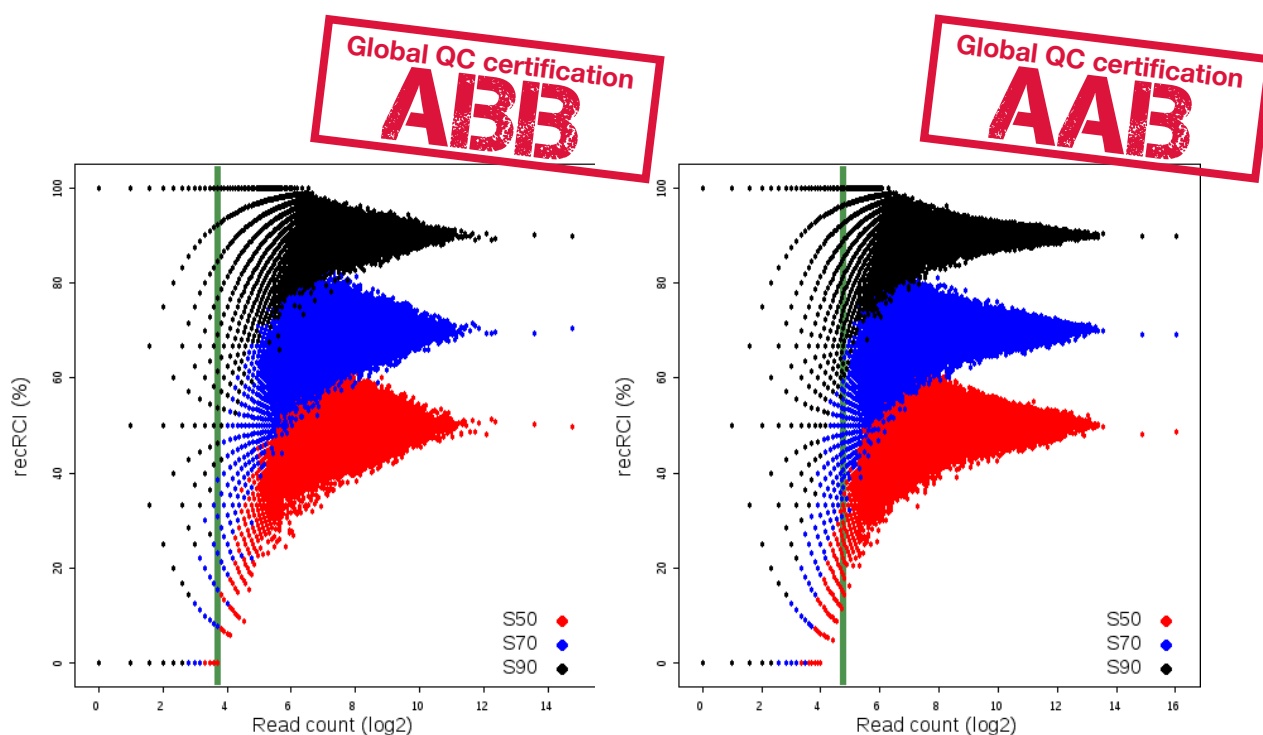 Global QC certification
ABB
Global QC certification
AAB
100
80
60
40
20
0
recRCI (%)
S50
S70
S90
0 2 4 6 8 10 12 14
Read count (log2)
100
80
60
40
20
0
recRCI (%)
S50
S70
S90
0 2 4 6 8 10 12 14 16
Read count (log2)